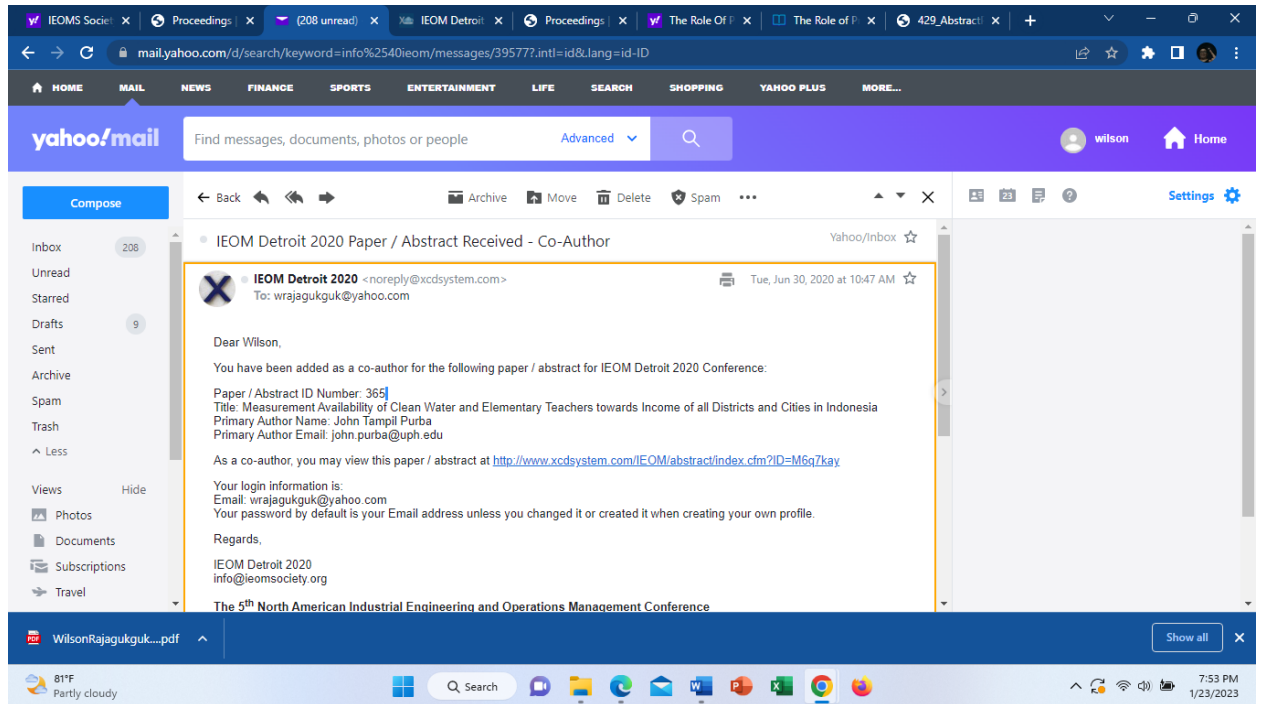 IEOMS Societ
Proceedings |
(208 unread)
IEOM Detroit
Proceedings |
The Role Of P
The Role of P
429_Abstract
mail.yahoo.com/d/search/keyword=info%2540ieom/messages/39577?.intl=id&.lang=id-ID
HOME MAIL NEWS FINANCE SPORTS ENTERTAINMENT LIFE SEARCH SHOPPING YAHOO PLUS MORE...
yahoo!mail
Find messages, documents, photos or people
Advanced
wilson
Home
Compose
Back
Archive
Move
Delete
Spam
23
Settings
Inbox 208
Unread
Starred
Drafts 9
Sent
Archive
Spam
Trash
Less
Views Hide
Photos
Documents
Subscriptions
Travel
IEOM Detroit 2020 Paper / Abstract Received - Co-Author
Yahoo/Inbox
IEOM Detroit 2020 <noreply@xcdsystem.com>
Tue, Jun 30, 2020 at 10:47 AM
To: wrajagukguk@yahoo.com
Dear Wilson,
You have been added as a co-author for the following paper / abstract for IEOM Detroit 2020 Conference:
Paper / Abstract ID Number: 365
Title: Measurement Availability of Clean Water and Elementary Teachers towards Income of all Districts and Cities in Indonesia
Primary Author Name: John Tampil Purba
Primary Author Email: john.purba@uph.edu
As a co-author, you may view this paper / abstract at http://www.xcdsystem.com/IEOM/abstract/index.cfm?ID=M6q7kay
Your login information is:
Email: wrajagukguk@yahoo.com
Your password by default is your Email address unless you changed it or created it when creating your own profile.
Regards,
IEOM Detroit 2020
info@ieomsociety.org
The 5th North American Industrial Engineering and Operations Management Conference
PDF
WilsonRajagukguk....pdf
Show all
81°F
Partly cloudy
Search
7:53 PM
1/23/2023